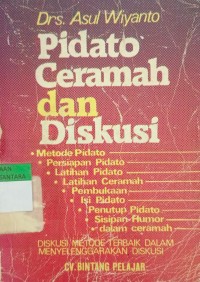 Drs. Asul Wiyanto
Pidato
Ceramah
dan
Diskusi
• Metode Pidato
• Persiapan Pidato
• Latihan Pidato
• Latihan Ceramah
• Pembukaan
• Isi Pidato
• Penutup Pidato
• Sisipan Humor
• dalam ceramah
DISKUSI METODE TERBAIK DALAM
MENYELENGGARAKAN DISKUSI
CV. BINTANG PELAJAR